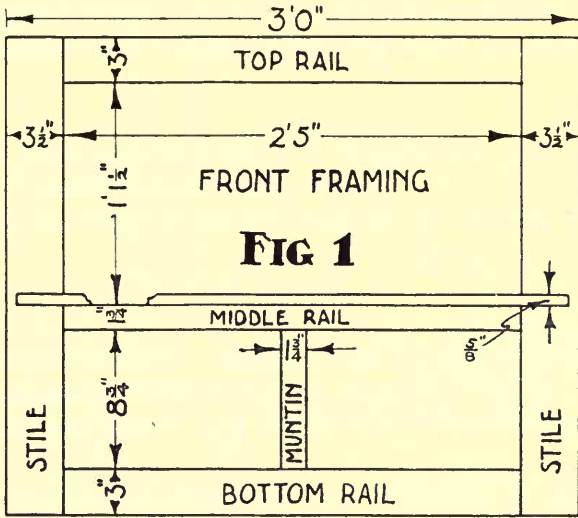 3'0"
3"
TOP RAIL
3½"
2'5"
3½"
1'1½"
FRONT FRAMING
FIG 1
1¾"
MIDDLE RAIL
⅝"
1¾"
8¾"
STILE
MUNTIN
STILE
3"
BOTTOM RAIL